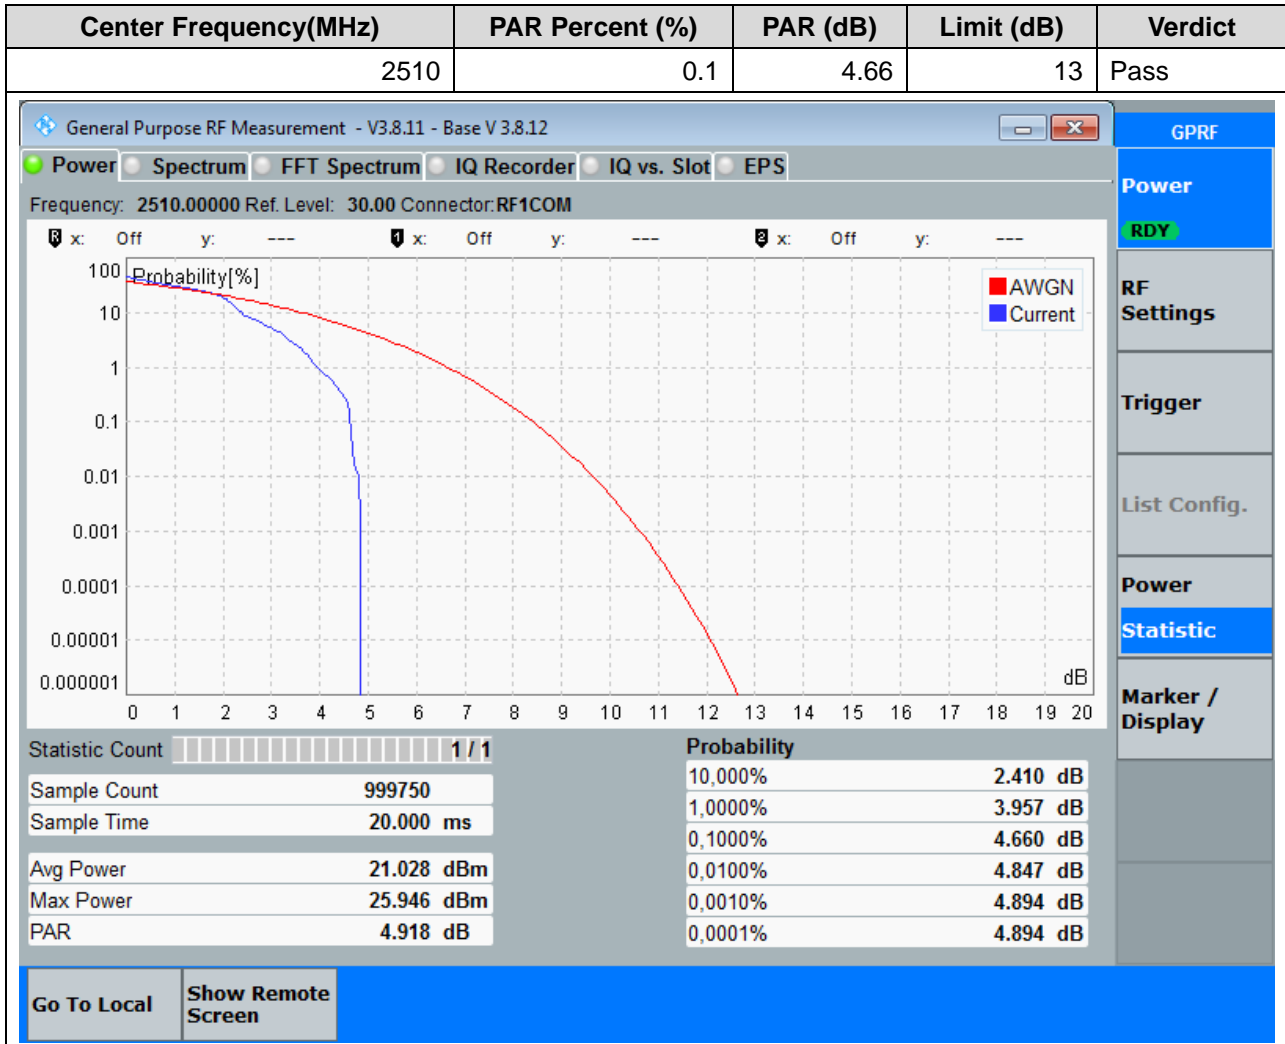 Center Frequency(MHz) PAR Percent (%) PAR (dB) Limit (dB) Verdict
2510 0.1 4.66 13 Pass
General Purpose RF Measurement - V3.8.11 - Base V 3.8.12
GPRF
Power Spectrum FFT Spectrum IQ Recorder IQ vs. Slot EPS
Frequency: 2510.00000 Ref. Level: 30.00 Connector:RF1COM
R x: Off y: --- 1 x: Off y: --- 2 x: Off y: ---
Probability[%]
AWGN
Current
100
10
1
0.1
0.01
0.001
0.0001
0.00001
0.000001
dB
0 1 2 3 4 5 6 7 8 9 10 11 12 13 14 15 16 17 18 19 20
Statistic Count 1 / 1
Sample Count 999750
Sample Time 20.000 ms
Avg Power 21.028 dBm
Max Power 25.946 dBm
PAR 4.918 dB
Probability
10,000% 2.410 dB
1,0000% 3.957 dB
0,1000% 4.660 dB
0,0100% 4.847 dB
0,0010% 4.894 dB
0,0001% 4.894 dB
Power
RDY
RF
Settings
Trigger
List Config.
Power
Statistic
Marker /
Display
Go To Local
Show Remote
Screen